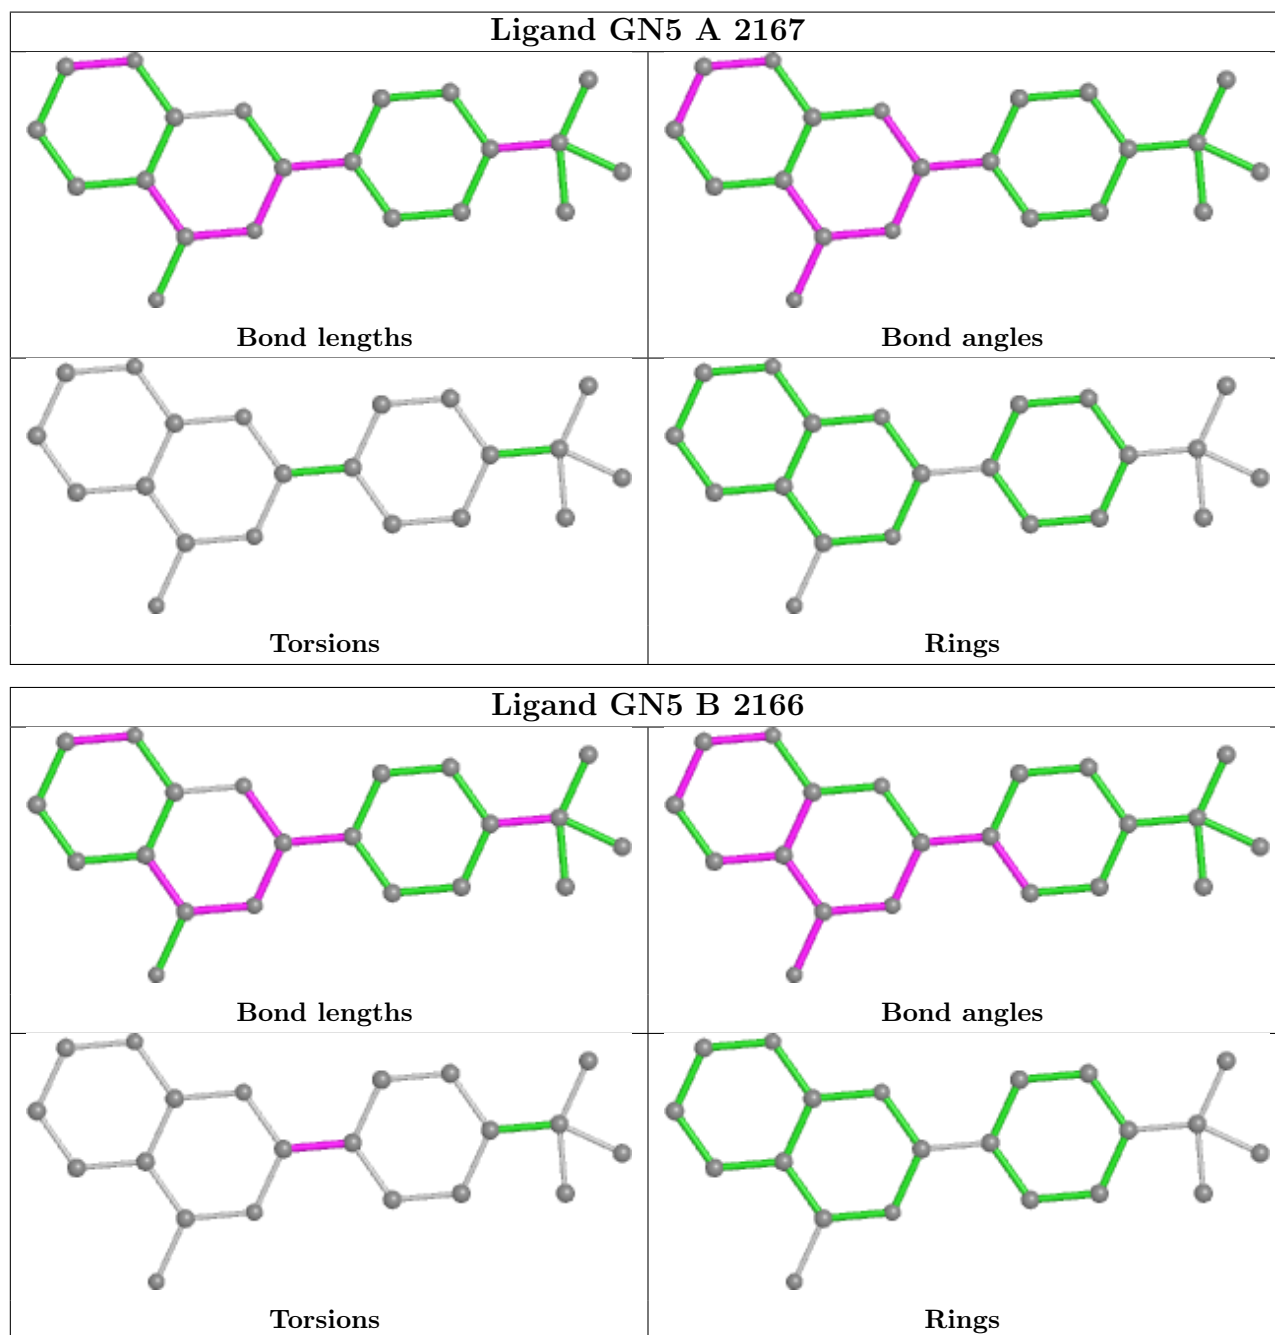 Ligand GN5 A 2167
Bond lengths
Bond angles
Torsions
Rings
Ligand GN5 B 2166
Bond lengths
Bond angles
Torsions
Rings